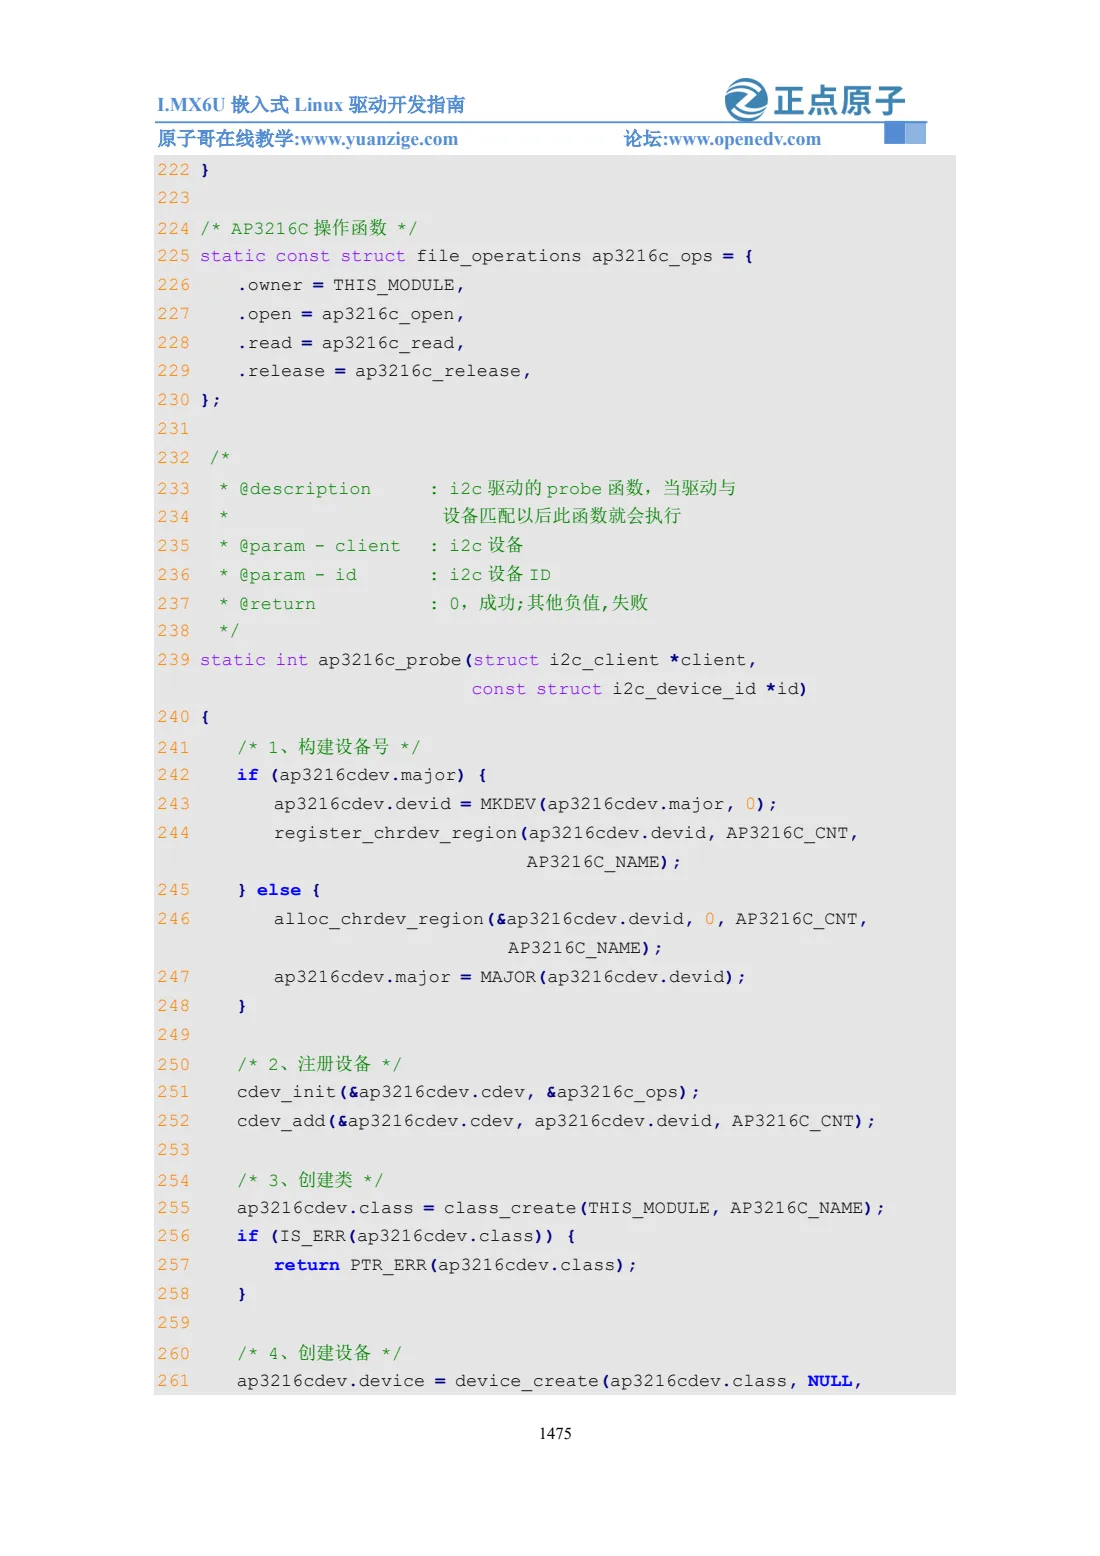 I.MX6U 嵌入式 Linux 驱动开发指南
正点原子
原子哥在线教学:www.yuanzige.com 论坛:www.openedv.com
222 }
223
224 /* AP3216C 操作函数 */
225 static const struct file_operations ap3216c_ops = {
226     .owner = THIS_MODULE,
227     .open = ap3216c_open,
228     .read = ap3216c_read,
229     .release = ap3216c_release,
230 };
231
232  /*
233   * @description      : i2c 驱动的 probe 函数，当驱动与
234   *                       设备匹配以后此函数就会执行
235   * @param - client   : i2c 设备
236   * @param - id       : i2c 设备 ID
237   * @return           : 0，成功;其他负值,失败
238   */
239 static int ap3216c_probe(struct i2c_client *client,
                             const struct i2c_device_id *id)
240 {
241     /* 1、构建设备号 */
242     if (ap3216cdev.major) {
243         ap3216cdev.devid = MKDEV(ap3216cdev.major, 0);
244         register_chrdev_region(ap3216cdev.devid, AP3216C_CNT,
                                   AP3216C_NAME);
245     } else {
246         alloc_chrdev_region(&ap3216cdev.devid, 0, AP3216C_CNT,
                                 AP3216C_NAME);
247         ap3216cdev.major = MAJOR(ap3216cdev.devid);
248     }
249
250     /* 2、注册设备 */
251     cdev_init(&ap3216cdev.cdev, &ap3216c_ops);
252     cdev_add(&ap3216cdev.cdev, ap3216cdev.devid, AP3216C_CNT);
253
254     /* 3、创建类 */
255     ap3216cdev.class = class_create(THIS_MODULE, AP3216C_NAME);
256     if (IS_ERR(ap3216cdev.class)) {
257         return PTR_ERR(ap3216cdev.class);
258     }
259
260     /* 4、创建设备 */
261     ap3216cdev.device = device_create(ap3216cdev.class, NULL,
1475